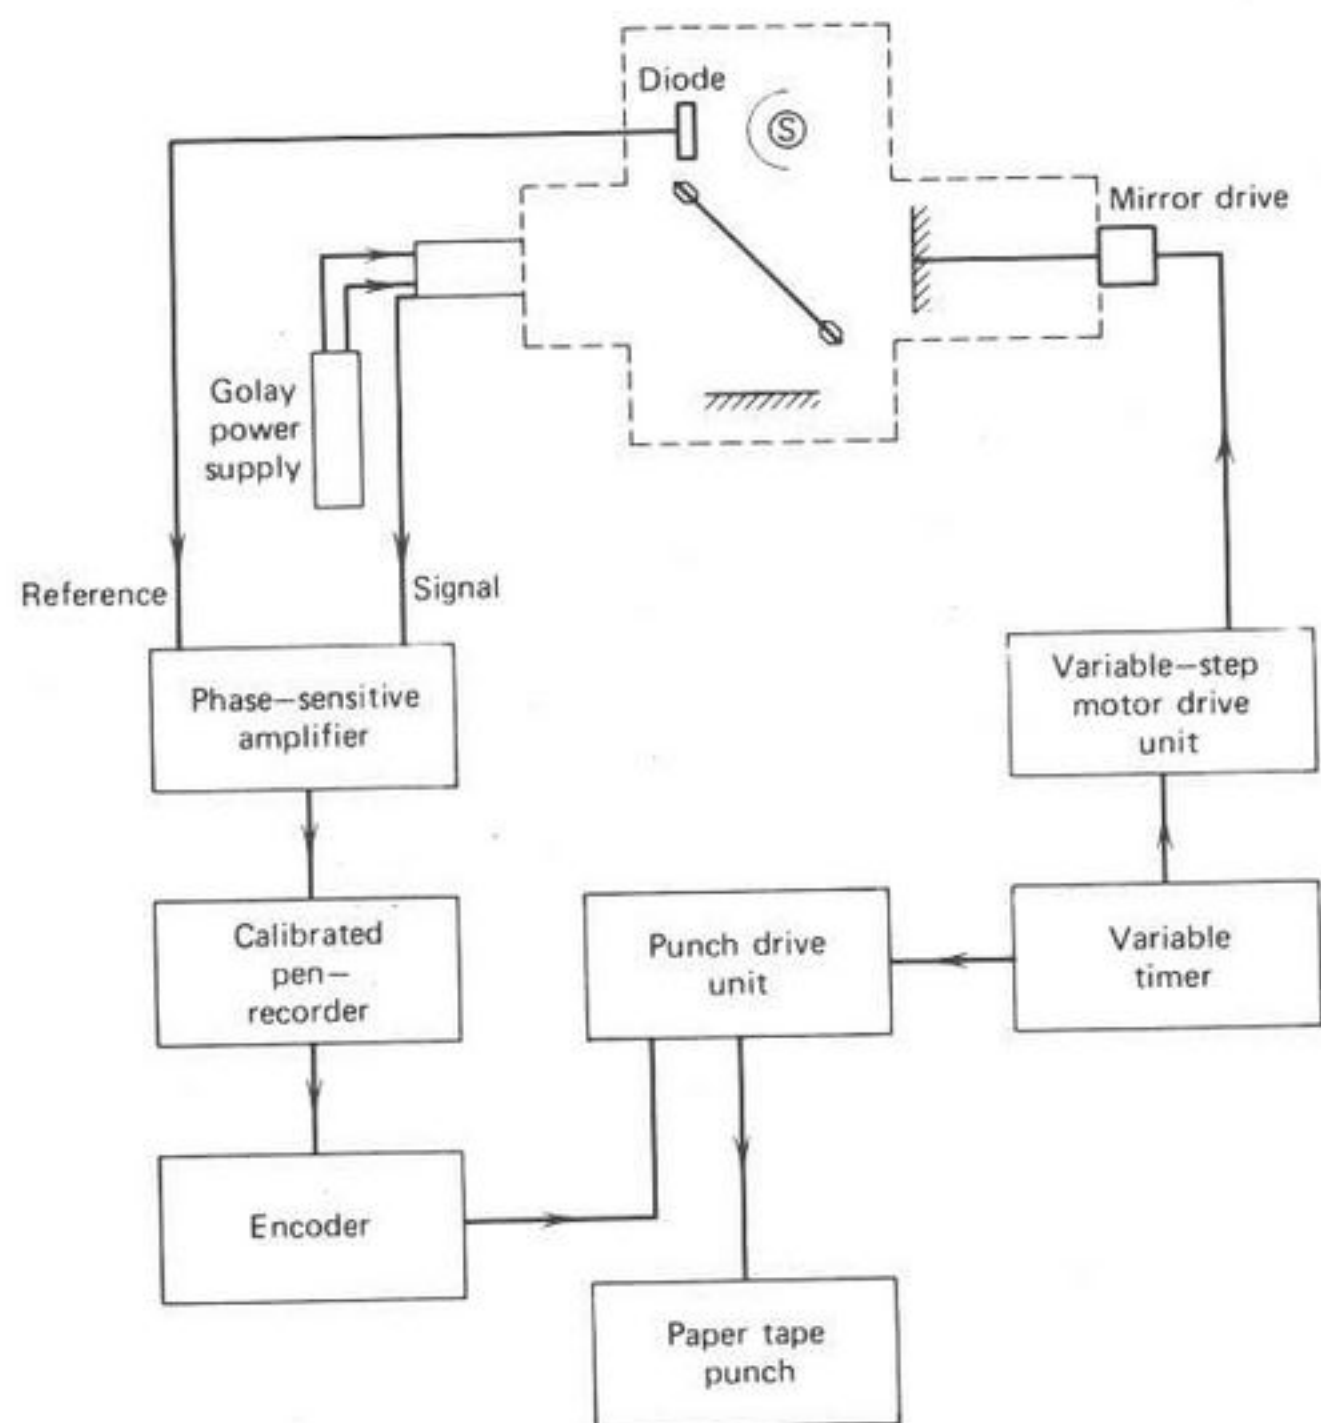 Diode
S
Mirror drive
Golay
power
supply
Reference
Signal
Phase—sensitive
amplifier
Variable—step
motor drive
unit
Calibrated
pen—
recorder
Punch drive
unit
Variable
timer
Encoder
Paper tape
punch